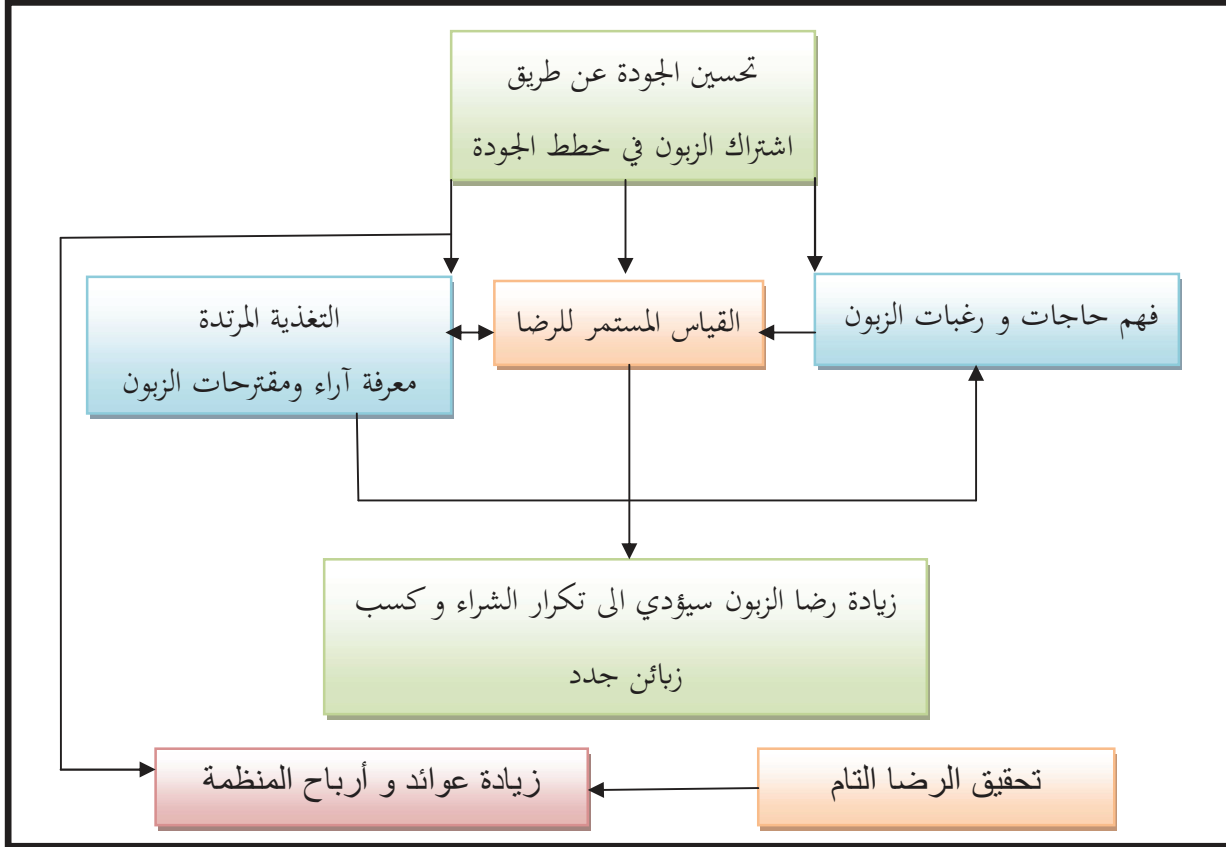 تحسين الجودة عن طريق
اشتراك الزبون في خطط الجودة
فهم حاجات و رغبات الزبون
القياس المستمر للرضا
التغذية المرتدة
معرفة آراء ومقترحات الزبون
زيادة رضا الزبون سيؤدي الى تكرار الشراء و كسب
زبائن جدد
تحقيق الرضا التام
زيادة عوائد و أرباح المنظمة